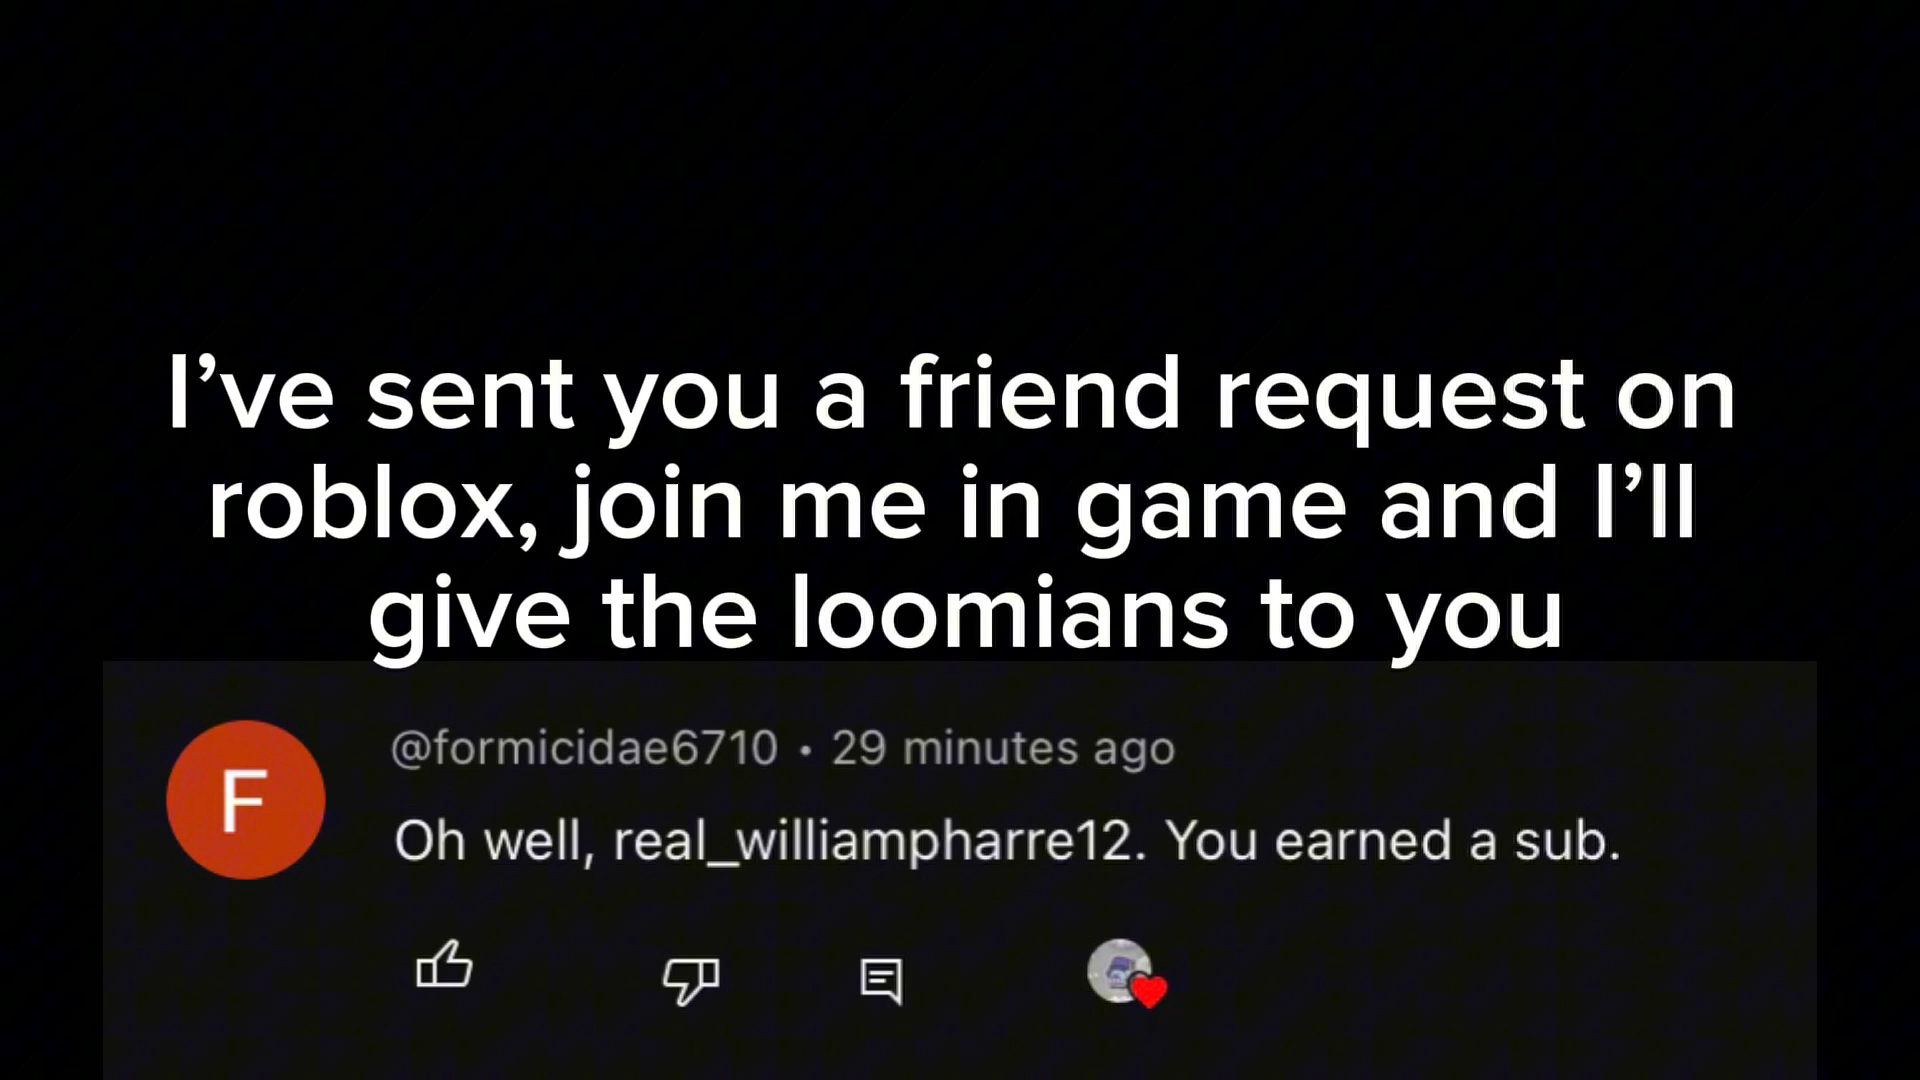 I’ve sent you a friend request on
roblox, join me in game and I’ll
give the loomians to you
F
@formicidae6710 • 29 minutes ago
Oh well, real_williampharre12. You earned a sub.